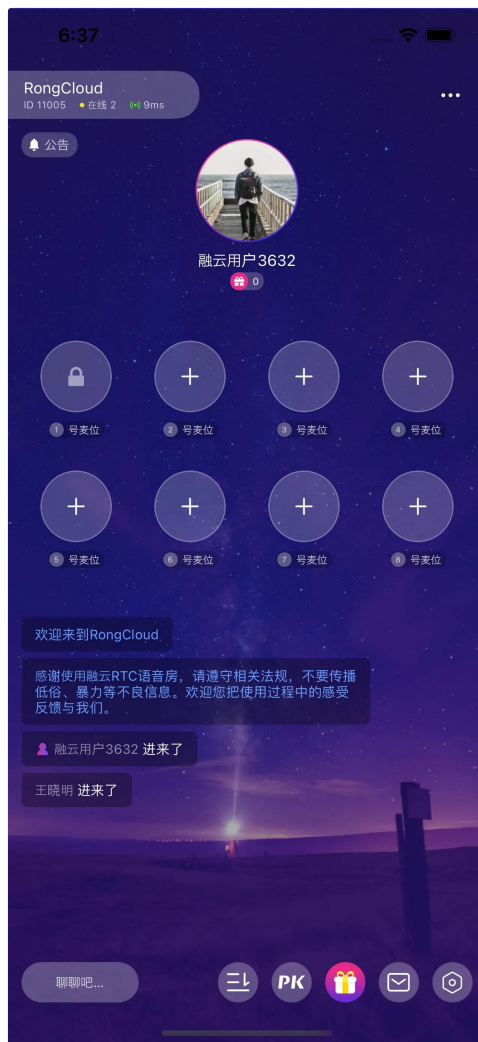 6:37
RongCloud
ID 11005 在线 2 9ms
公告
融云用户3632
0
1 号麦位 2 号麦位 3 号麦位 4 号麦位
5 号麦位 6 号麦位 7 号麦位 8 号麦位
欢迎来到RongCloud
感谢使用融云RTC语音房，请遵守相关法规，不要传播
低俗、暴力等不良信息。欢迎您把使用过程中的感受
反馈与我们。
融云用户3632 进来了
王晓明 进来了
聊聊吧... PK